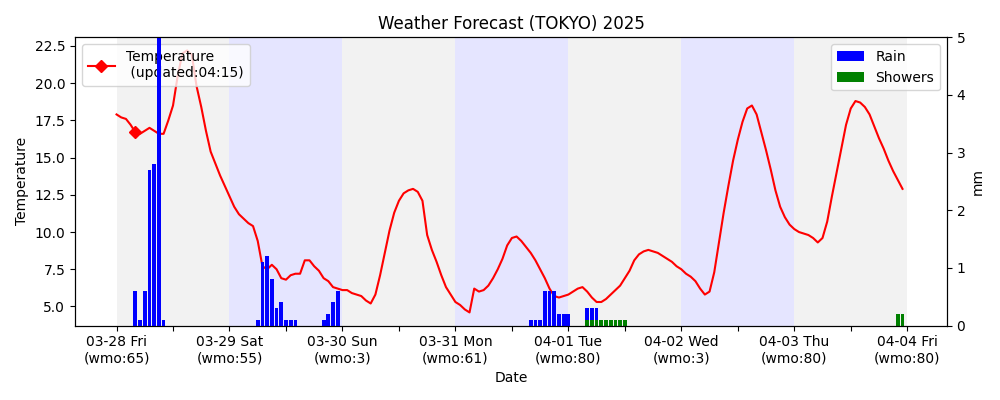 Weather Forecast (TOKYO) 2025
Temperature
(updated:04:15)
Rain
Showers
Temperature
22.5
20.0
17.5
15.0
12.5
10.0
7.5
5.0
5
4
3
2
1
0
mm
03-28 Fri
(wmo:65)
03-29 Sat
(wmo:55)
03-30 Sun
(wmo:3)
03-31 Mon
(wmo:61)
04-01 Tue
(wmo:80)
04-02 Wed
(wmo:3)
04-03 Thu
(wmo:80)
04-04 Fri
(wmo:80)
Date